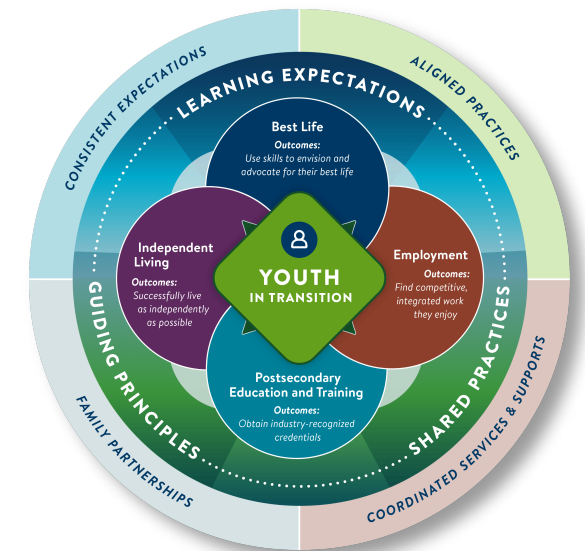 CONSISTENT EXPECTATIONS
ALIGNED PRACTICES
LEARNING EXPECTATIONS
Best Life
Outcomes:
Use skills to envision and
advocate for their best life
Independent
Living
Outcomes:
Successfully live
as independently
as possible
YOUTH
IN TRANSITION
Employment
Outcomes:
Find competitive,
integrated work
they enjoy
Postsecondary
Education and Training
Outcomes:
Obtain industry-recognized
credentials
GUIDING PRINCIPLES
SHARED PRACTICES
FAMILY PARTNERSHIPS
COORDINATED SERVICES & SUPPORTS